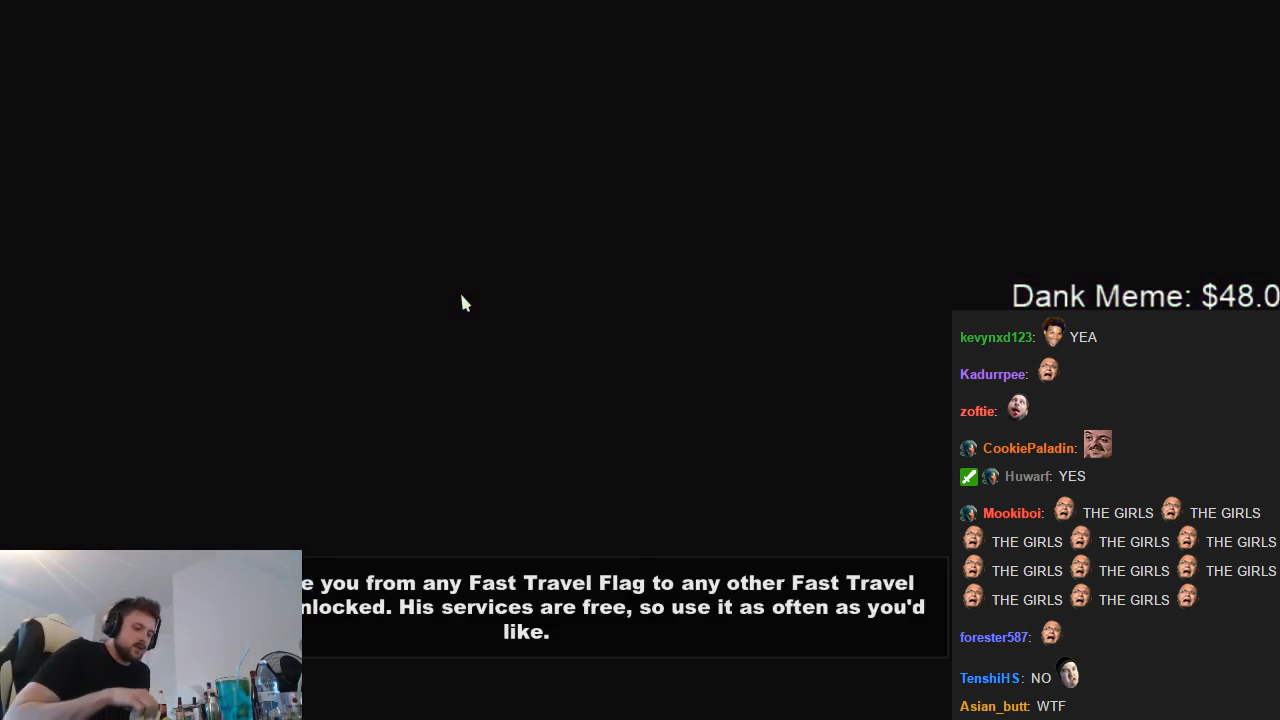 Dank Meme: $48.0
kevynxd123: YEA
Kadurrpee:
zoftie:
CookiePaladin:
Huwarf: YES
Mookiboi: THE GIRLS THE GIRLS
THE GIRLS THE GIRLS THE GIRLS
THE GIRLS THE GIRLS THE GIRLS
THE GIRLS THE GIRLS
forester587:
TenshiHS: NO
Asian_butt: WTF
e you from any Fast Travel Flag to any other Fast Travel
nlocked. His services are free, so use it as often as you'd
like.